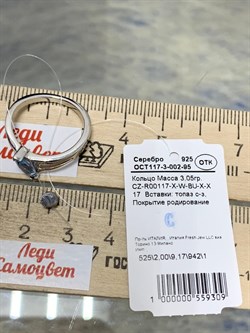 Серебро 925
ОСТ117-3-002-95
ОТК
Кольцо Масса 3,05гр.
CZ-R00117-X-W-BU-X-X
17 Вставки: топаз с-э.
Покрытие родирование
С
525\2.00\9,17\942\1
1 000000 559309
Леди
Самоцвет
Леди
Самоцвет